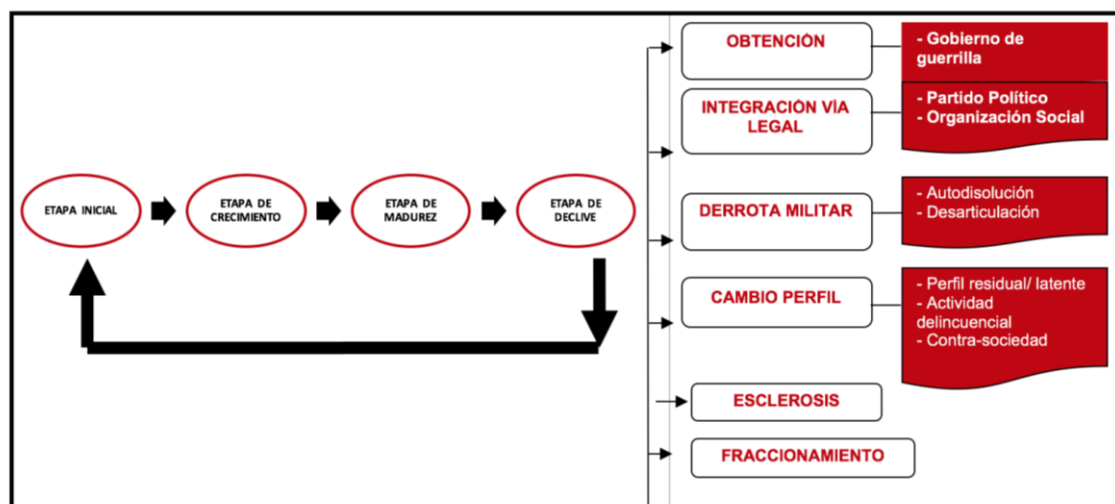 ETAPA INICIAL
ETAPA DE
CRECIMIENTO
ETAPA DE
MADUREZ
ETAPA DE
DECLIVE
OBTENCIÓN
- Gobierno de
guerrilla
INTEGRACIÓN VÍA
LEGAL
- Partido Político
- Organización Social
DERROTA MILITAR
- Autodisolución
- Desarticulación
CAMBIO PERFIL
- Perfil residual/ latente
- Actividad
delincuencial
- Contra-sociedad
ESCLEROSIS
FRACCIONAMIENTO